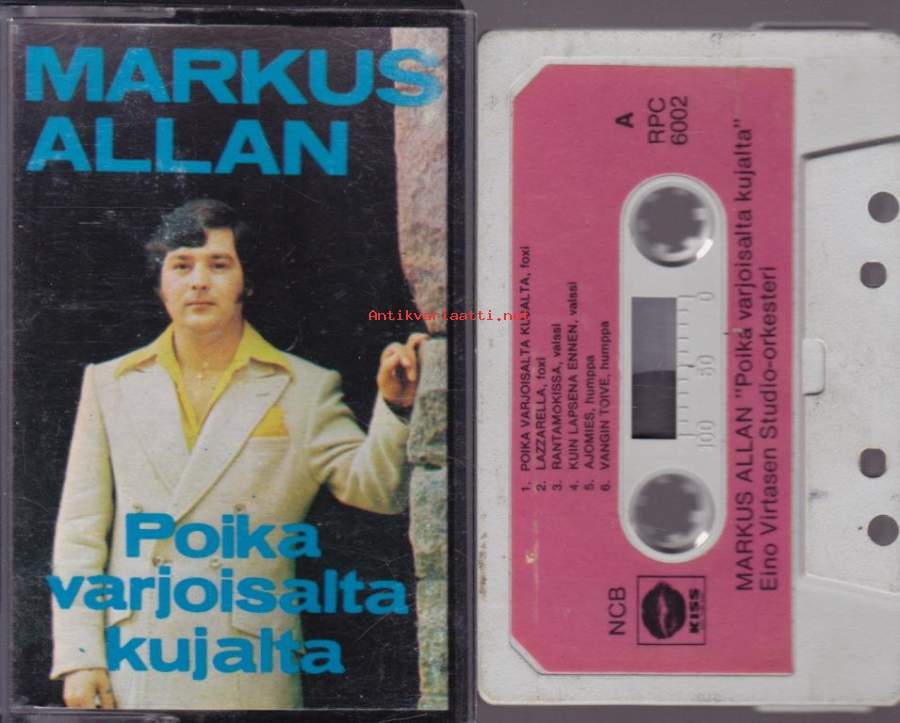 MARKUS
ALLAN
Poika
varjoisalta
kujalta
Antikvariaatti.net
A
RPC
6002
1. POIKA VARJOISALTA KUJALTA, foxi
2. LAZZARELLA, foxi
3. RANTAMOKISSA, valssi
4. KUIN LAPSENA ENNEN, valssi
5. AJOMIES, humppa
6. VANGIN TOIVE, humppa
100 50 0
NCB
KISS
MARKUS ALLAN "Poika varjoisalta kujalta"
Eino Virtasen Studio-orkesteri